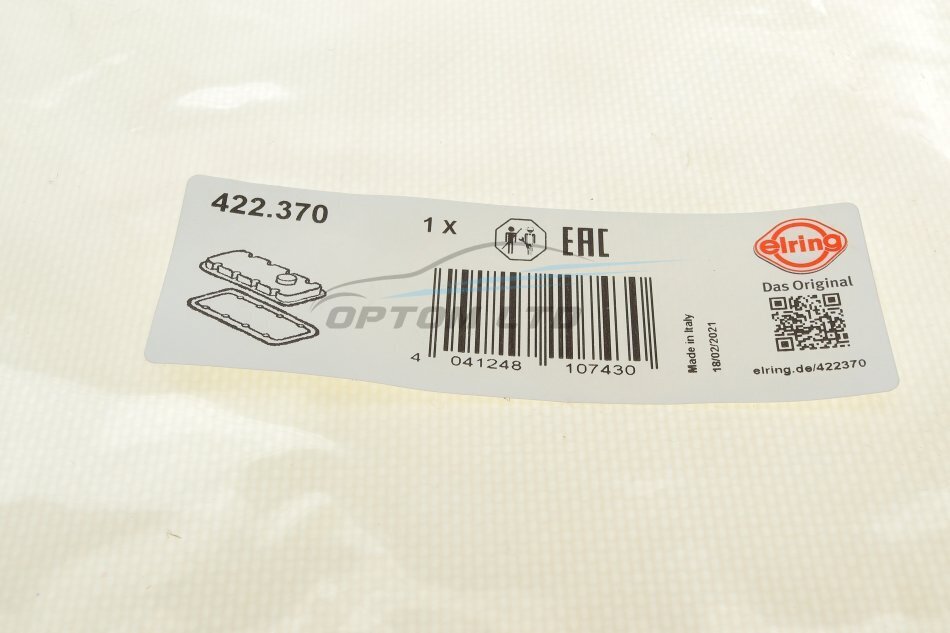 422.370
1 X
EAC
elring
Das Original
OPTOM LTD
4 041248 107430
Made in Italy
18/02/2021
elring.de/422370